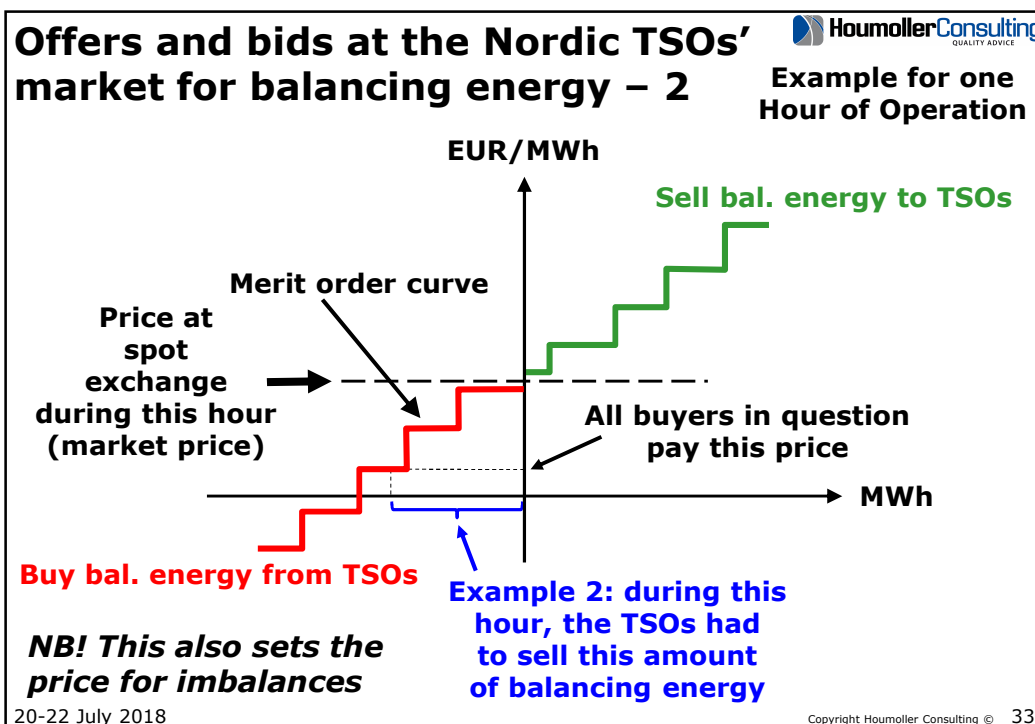 Offers and bids at the Nordic TSOs’
market for balancing energy – 2
HoumollerConsulting
QUALITY ADVICE
Example for one
Hour of Operation
EUR/MWh
Sell bal. energy to TSOs
Merit order curve
Price at
spot
exchange
during this hour
(market price)
All buyers in question
pay this price
MWh
Buy bal. energy from TSOs
Example 2: during this
hour, the TSOs had
to sell this amount
of balancing energy
NB! This also sets the
price for imbalances
20-22 July 2018
Copyright Houmoller Consulting © 33